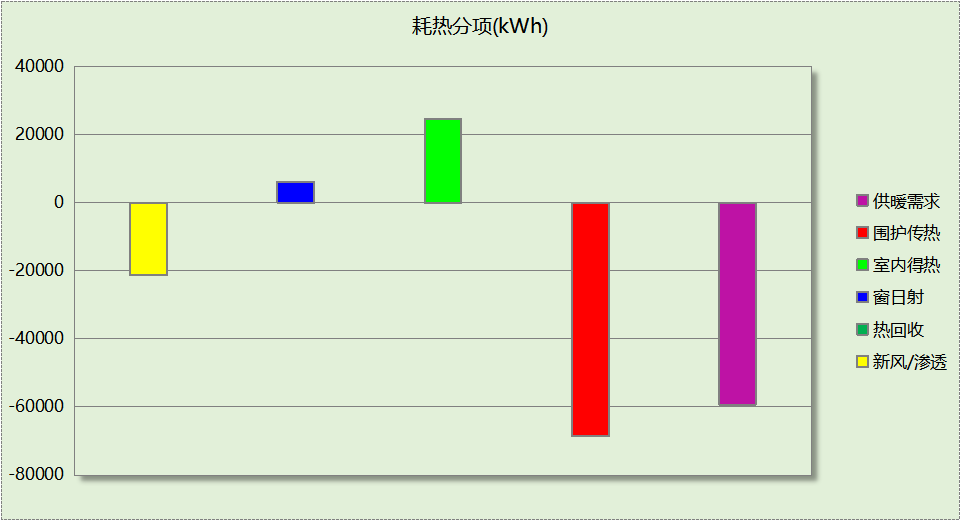 耗热分项(kWh)
40000
20000
0
-20000
-40000
-60000
-80000
供暖需求
围护传热
室内得热
窗日射
热回收
新风/渗透